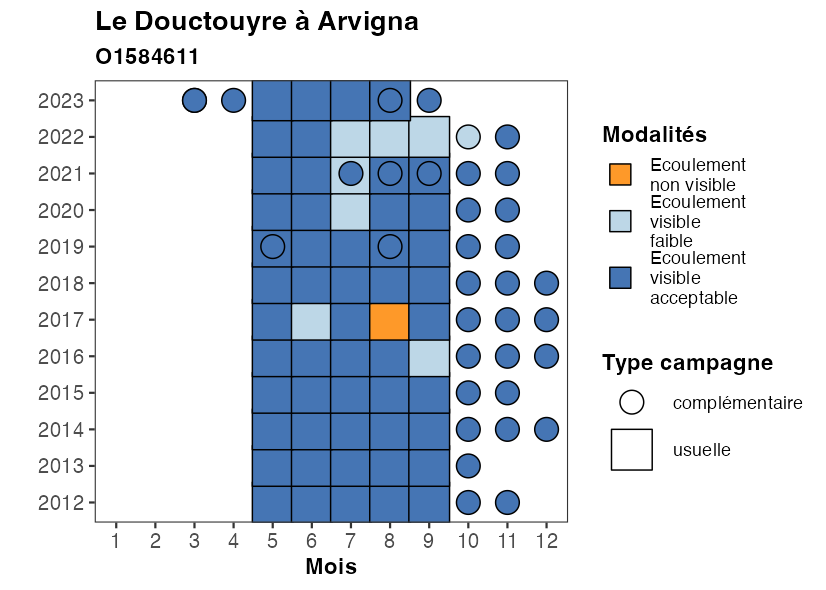 Le Douctouyre à Arvigna
O1584611
2023
2022
2021
2020
2019
2018
2017
2016
2015
2014
2013
2012
1 2 3 4 5 6 7 8 9 10 11 12
Mois
Modalités
Ecoulement
non visible
Ecoulement
visible
faible
Ecoulement
visible
acceptable
Type campagne
complémentaire
usuelle